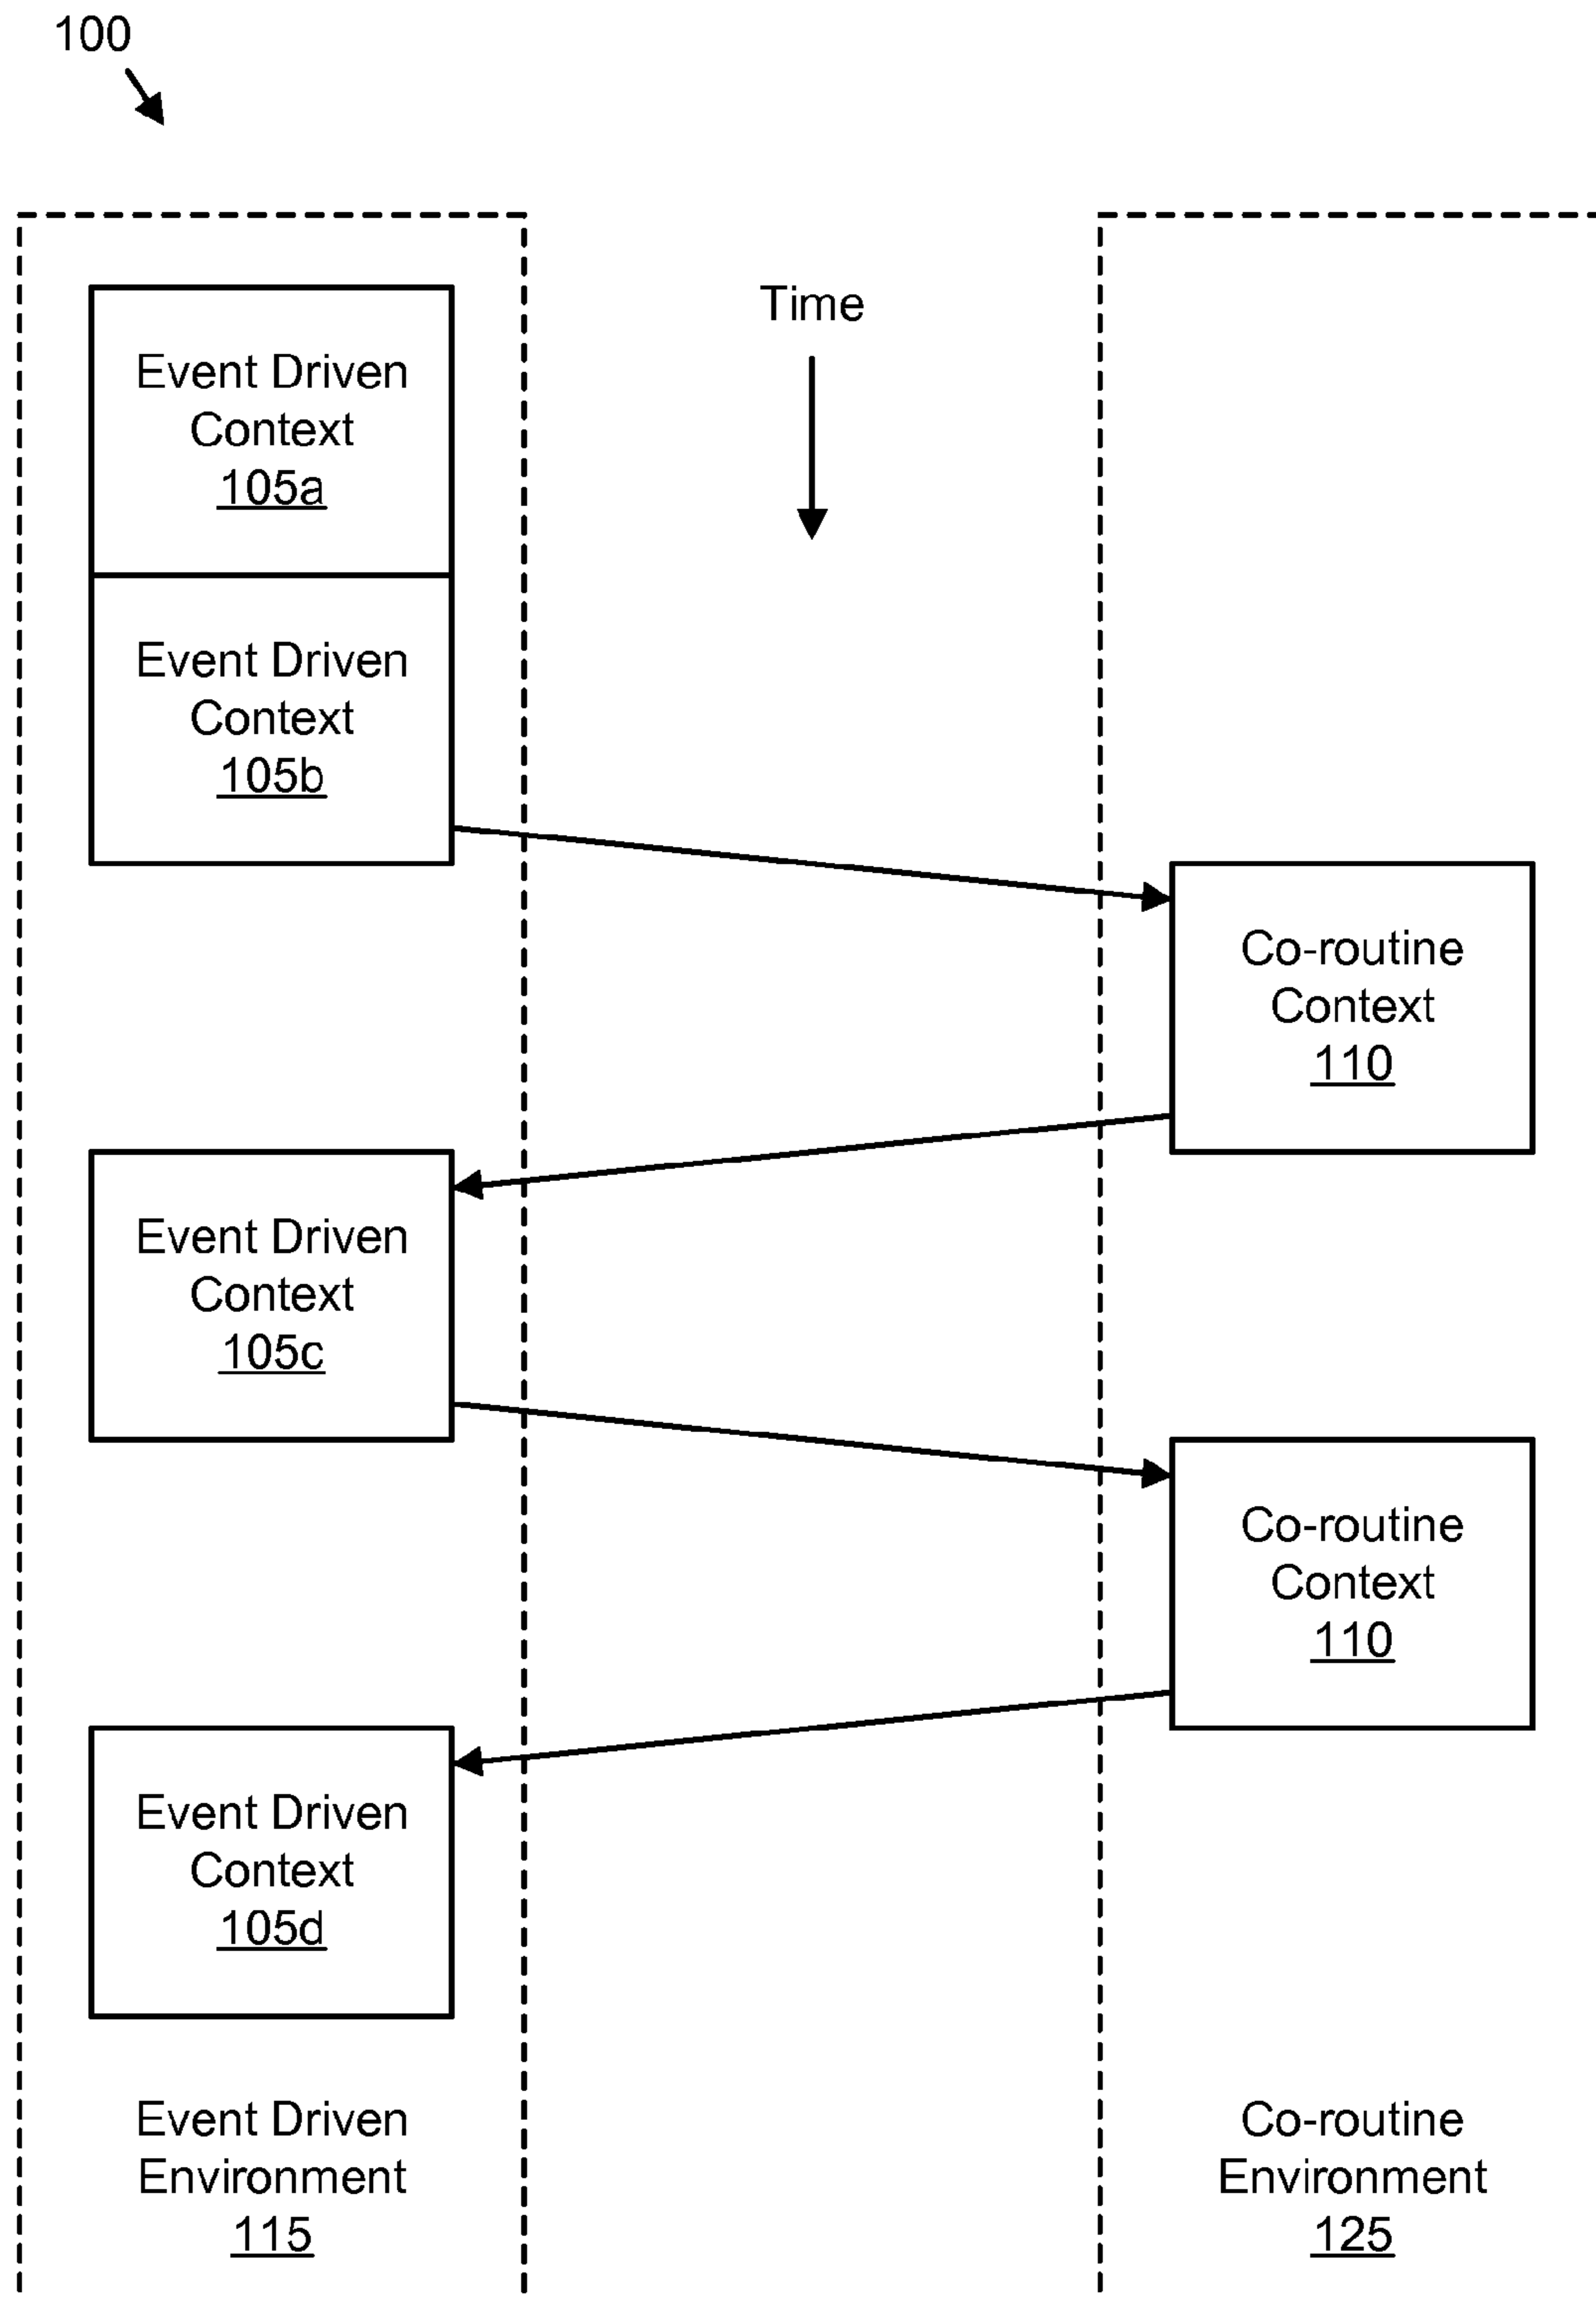 100
Time
Event Driven
Context
105a
Event Driven
Context
105b
Co-routine
Context
110
Event Driven
Context
105c
Co-routine
Context
110
Event Driven
Context
105d
Event Driven
Environment
115
Co-routine
Environment
125